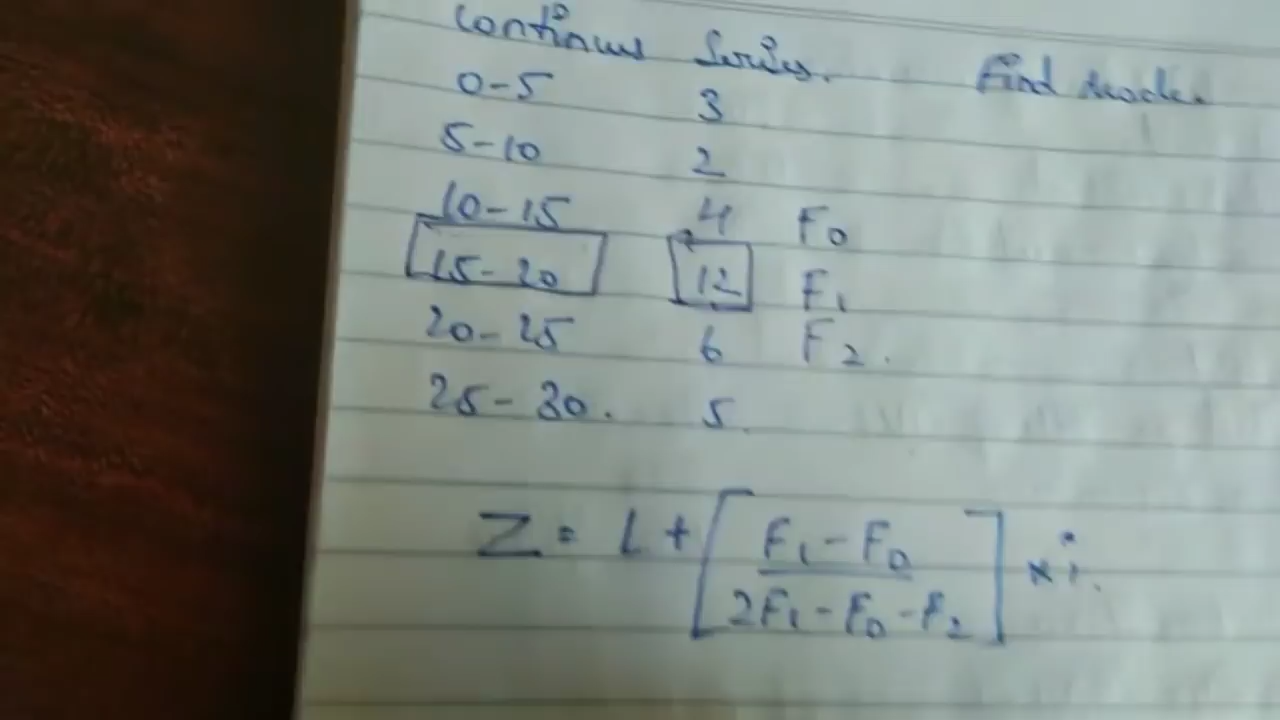 Continus Series. Find mode.
0-5 3
5-10 2
10-15 4 F0
15-20 12 F1
20-25 6 F2.
25-30. 5
Z = L + [ F1 - F0 / 2F1 - F0 - F2 ] × i.